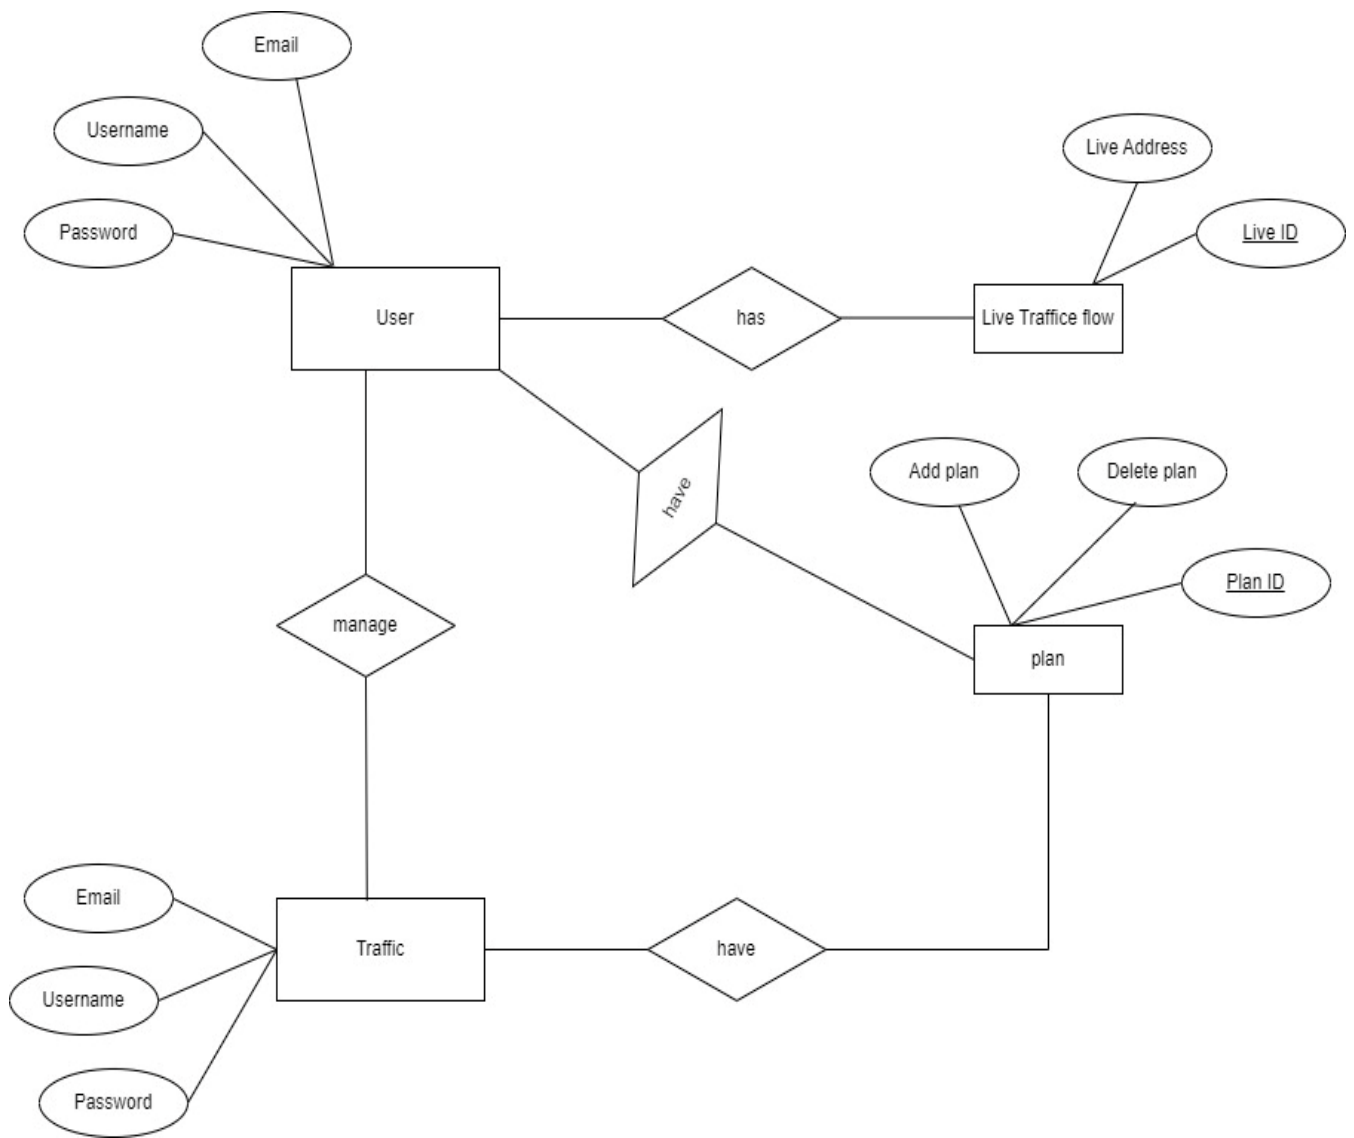 Email
Username
Password
User
has
Live Address
Live ID
Live Traffice flow
have
Add plan
Delete plan
Plan ID
plan
manage
Email
Username
Password
Traffic
have